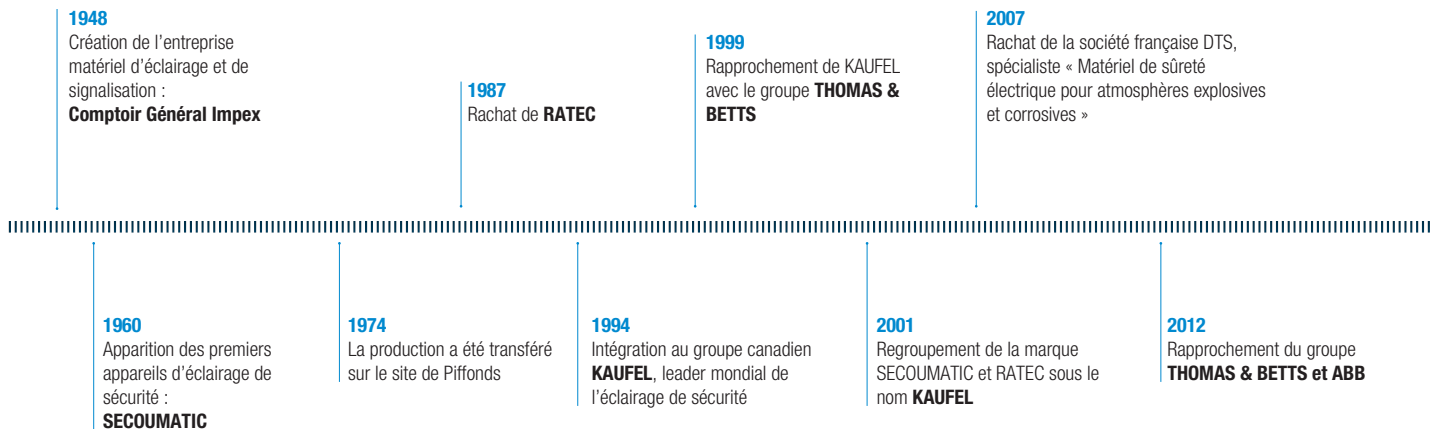 1948
Création de l'entreprise
matériel d'éclairage et de
signalisation :
Comptoir Général Impex
1987
Rachat de RATEC
1999
Rapprochement de KAUFEL
avec le groupe THOMAS &
BETTS
2007
Rachat de la société française DTS,
spécialiste « Matériel de sûreté
électrique pour atmosphères explosives
et corrosives »
1960
Apparition des premiers
appareils d'éclairage de
sécurité :
SECOUMATIC
1974
La production a été transféré
sur le site de Piffonds
1994
Intégration au groupe canadien
KAUFEL, leader mondial de
l'éclairage de sécurité
2001
Regroupement de la marque
SECOUMATIC et RATEC sous le
nom KAUFEL
2012
Rapprochement du groupe
THOMAS & BETTS et ABB